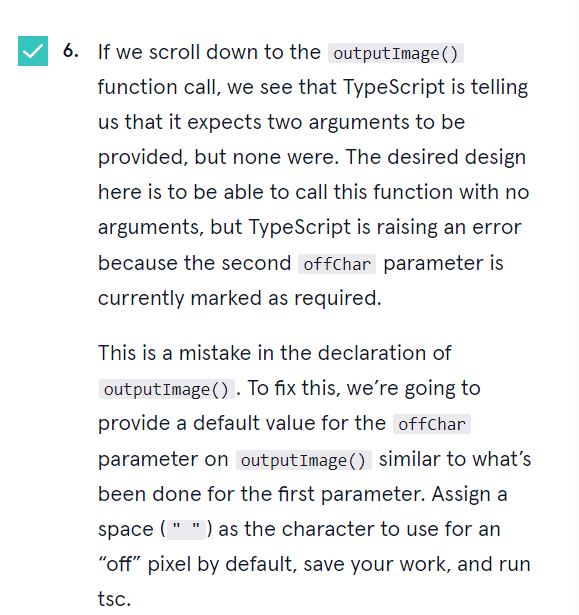 6. If we scroll down to the outputImage()
function call, we see that TypeScript is telling
us that it expects two arguments to be
provided, but none were. The desired design
here is to be able to call this function with no
arguments, but TypeScript is raising an error
because the second offChar parameter is
currently marked as required.
This is a mistake in the declaration of
outputImage(). To fix this, we’re going to
provide a default value for the offChar
parameter on outputImage() similar to what’s
been done for the first parameter. Assign a
space (" ") as the character to use for an
“off” pixel by default, save your work, and run
tsc.